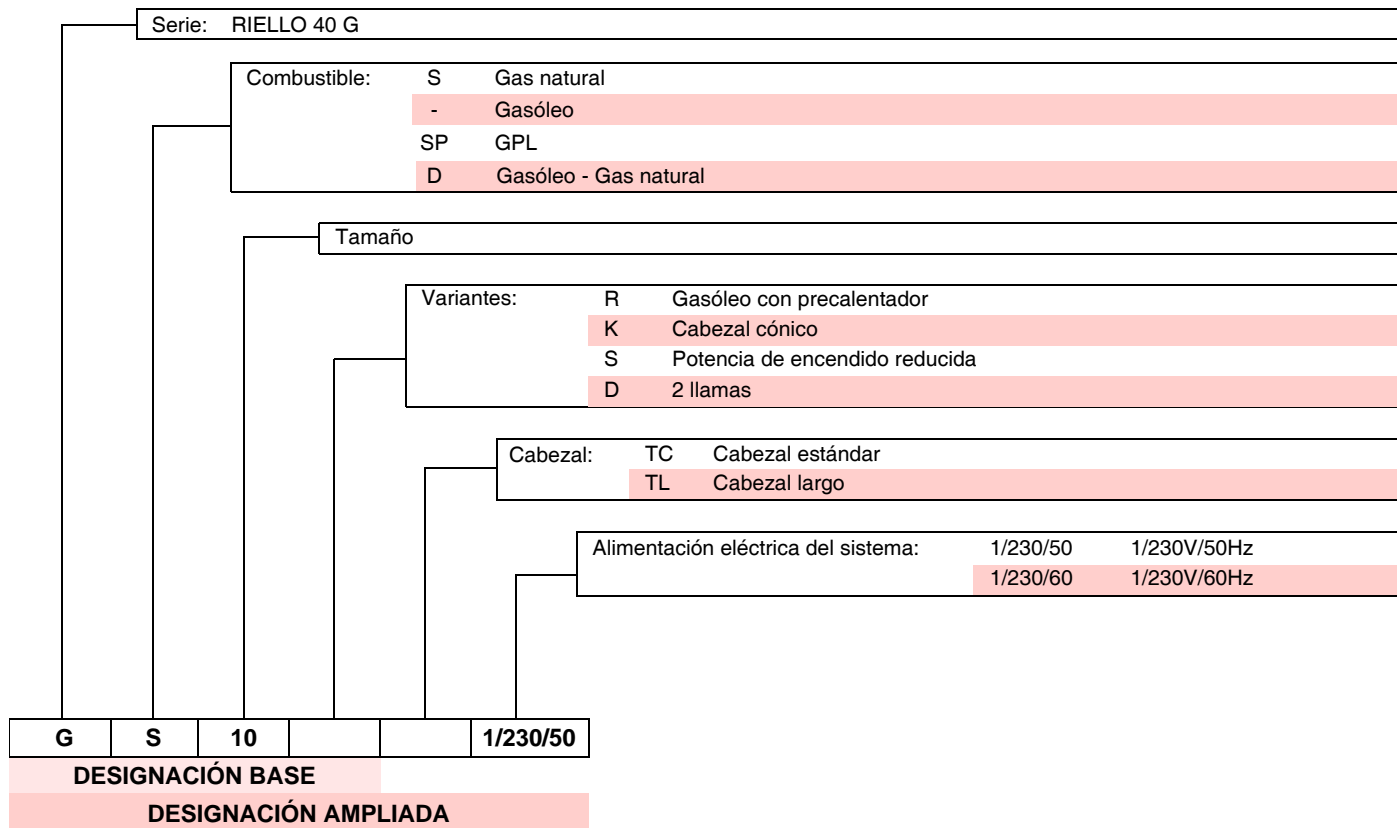 Serie: RIELLO 40 G
Combustible: S Gas natural
- Gasóleo
SP GPL
D Gasóleo - Gas natural
Tamaño
Variantes: R Gasóleo con precalentador
K Cabezal cónico
S Potencia de encendido reducida
D 2 llamas
Cabezal: TC Cabezal estándar
TL Cabezal largo
Alimentación eléctrica del sistema: 1/230/50 1/230V/50Hz
1/230/60 1/230V/60Hz
G S 10 1/230/50
DESIGNACIÓN BASE
DESIGNACIÓN AMPLIADA